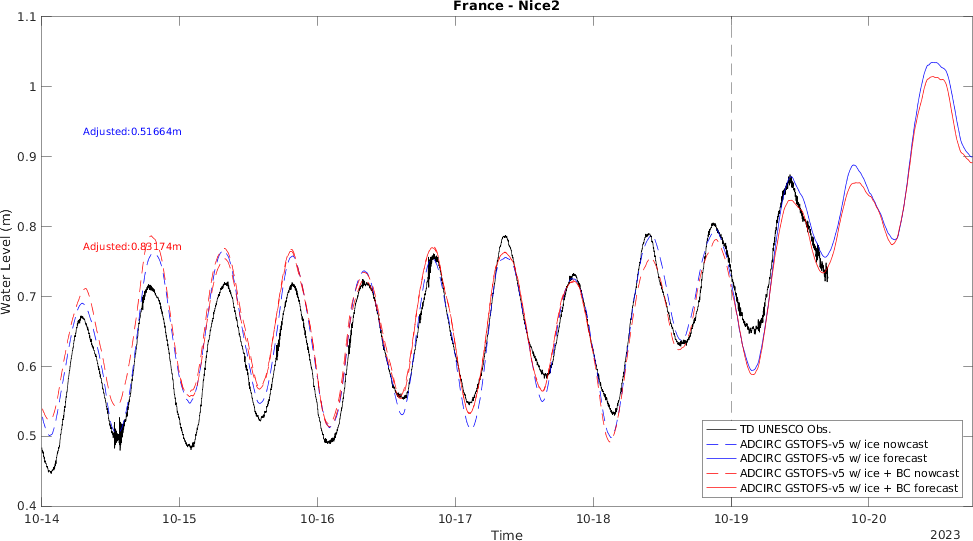 France - Nice2
1.1
1
0.9
0.8
0.7
0.6
0.5
0.4
Water Level (m)
Adjusted:0.51664m
Adjusted:0.83174m
TD UNESCO Obs.
ADCIRC GSTOFS-v5 w/ ice nowcast
ADCIRC GSTOFS-v5 w/ ice forecast
ADCIRC GSTOFS-v5 w/ ice + BC nowcast
ADCIRC GSTOFS-v5 w/ ice + BC forecast
10-14 10-15 10-16 10-17 10-18 10-19 10-20
Time
2023